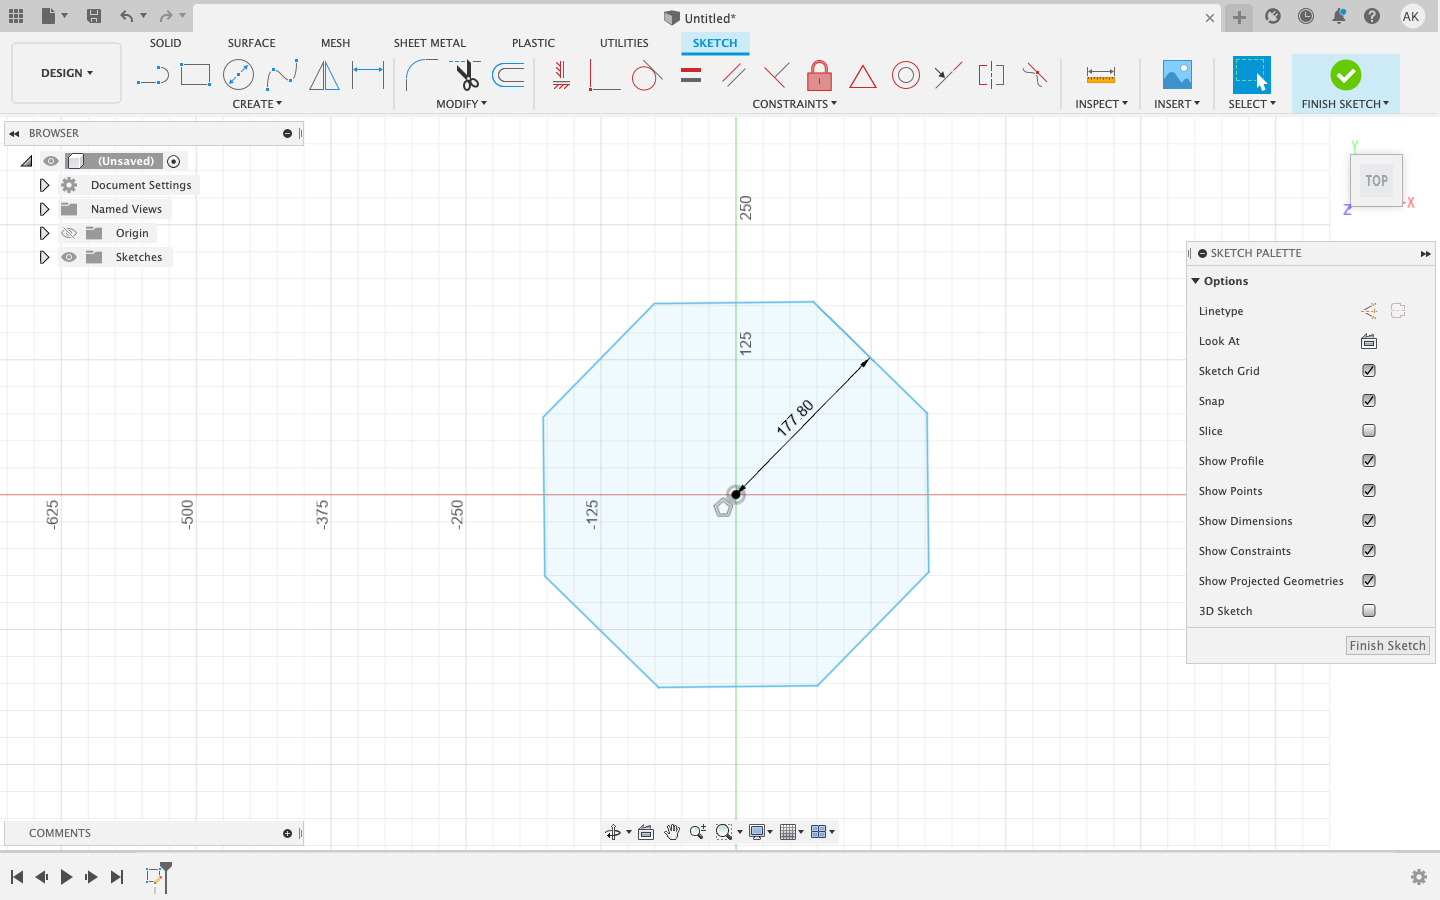 Untitled*
AK
DESIGN
SOLID
SURFACE
MESH
SHEET METAL
PLASTIC
UTILITIES
SKETCH
CREATE
MODIFY
CONSTRAINTS
INSPECT
INSERT
SELECT
FINISH SKETCH
BROWSER
(Unsaved)
Document Settings
Named Views
Origin
Sketches
250
125
177.80
-625
-500
-375
-250
-125
Y
TOP
Z
X
SKETCH PALETTE
Options
Linetype
Look At
Sketch Grid
Snap
Slice
Show Profile
Show Points
Show Dimensions
Show Constraints
Show Projected Geometries
3D Sketch
Finish Sketch
COMMENTS